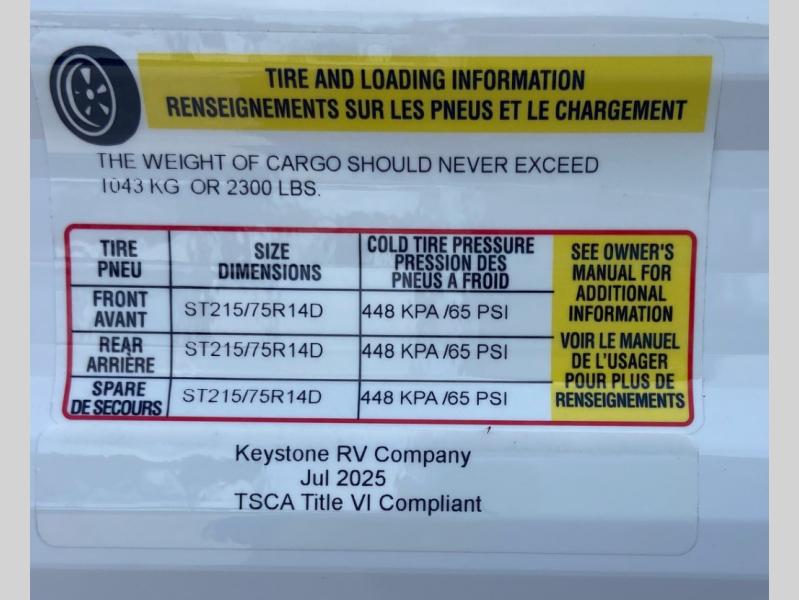 TIRE AND LOADING INFORMATION
RENSEIGNEMENTS SUR LES PNEUS ET LE CHARGEMENT
THE WEIGHT OF CARGO SHOULD NEVER EXCEED
1043 KG OR 2300 LBS.
TIRE
PNEU
SIZE
DIMENSIONS
COLD TIRE PRESSURE
PRESSION DES
PNEUS A FROID
FRONT
AVANT
ST215/75R14D
448 KPA /65 PSI
REAR
ARRIÈRE
ST215/75R14D
448 KPA /65 PSI
SPARE
DE SECOURS
ST215/75R14D
448 KPA /65 PSI
SEE OWNER'S
MANUAL FOR
ADDITIONAL
INFORMATION
VOIR LE MANUEL
DE L'USAGER
POUR PLUS DE
RENSEIGNEMENTS
Keystone RV Company
Jul 2025
TSCA Title VI Compliant